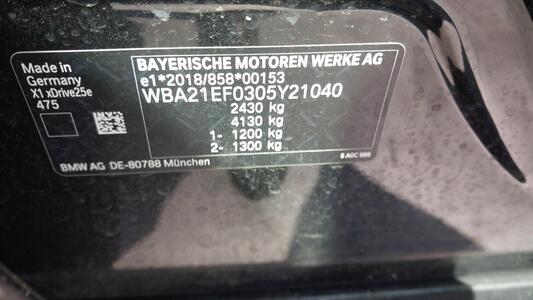 BAYERISCHE MOTOREN WERKE AG
e1*2018/858*00153
WBA21EF0305Y21040
2430 kg
4130 kg
1- 1200 kg
2- 1300 kg
Made in
Germany
X1 xDrive25e
475
BMW AG DE-80788 München